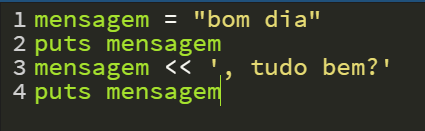 1 mensagem = "bom dia"
2 puts mensagem
3 mensagem << ', tudo bem?'
4 puts mensagem